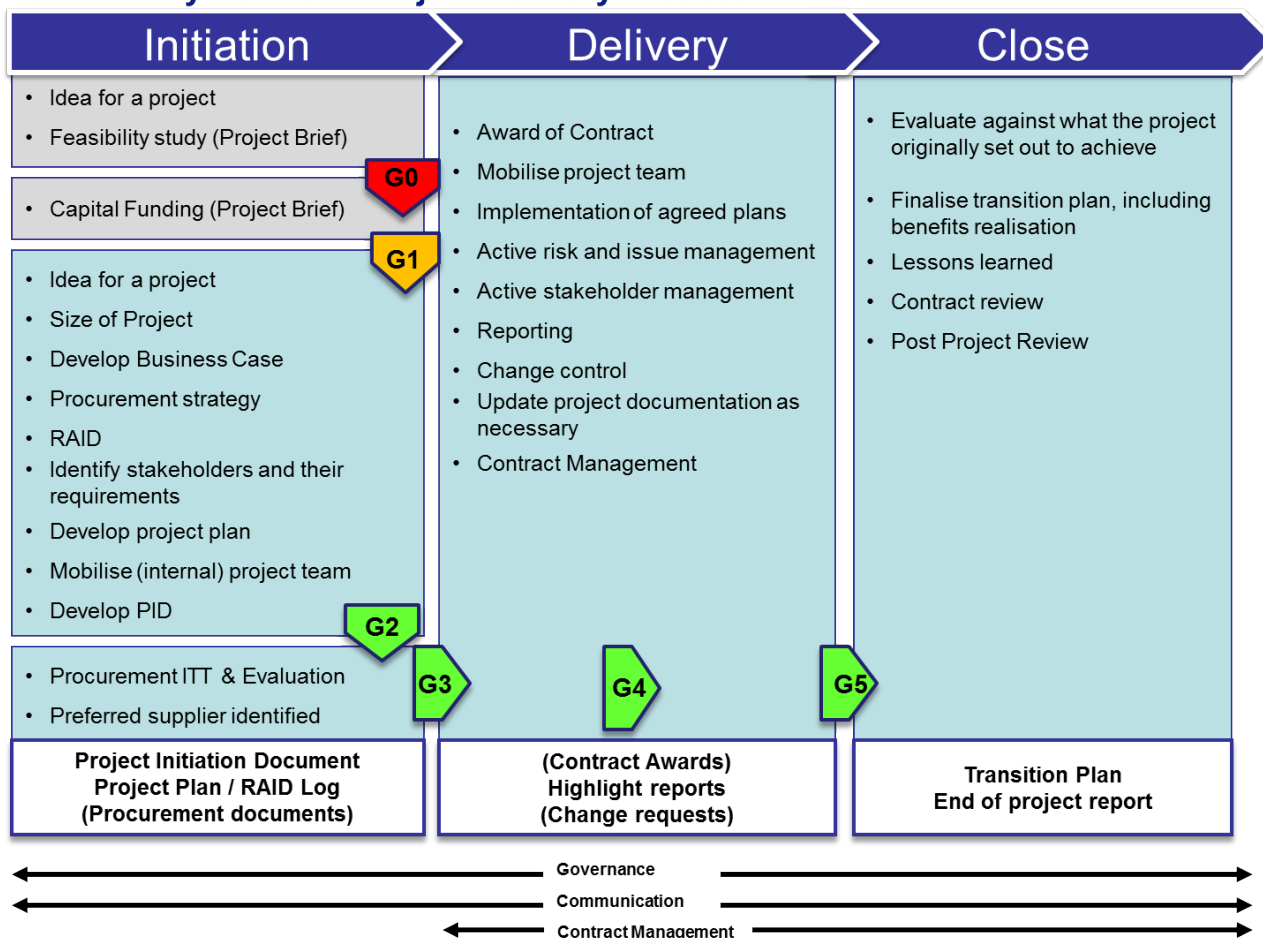 Initiation
Delivery
Close
• Idea for a project
• Feasibility study (Project Brief)
G0
• Capital Funding (Project Brief)
G1
• Idea for a project
• Size of Project
• Develop Business Case
• Procurement strategy
• RAID
• Identify stakeholders and their
requirements
• Develop project plan
• Mobilise (internal) project team
• Develop PID
G2
• Procurement ITT & Evaluation
• Preferred supplier identified
G3
Project Initiation Document
Project Plan / RAID Log
(Procurement documents)
• Award of Contract
• Mobilise project team
• Implementation of agreed plans
• Active risk and issue management
• Active stakeholder management
• Reporting
• Change control
• Update project documentation as
necessary
• Contract Management
G4
G5
(Contract Awards)
Highlight reports
(Change requests)
• Evaluate against what the project
originally set out to achieve
• Finalise transition plan, including
benefits realisation
• Lessons learned
• Contract review
• Post Project Review
Transition Plan
End of project report
Governance
Communication
Contract Management